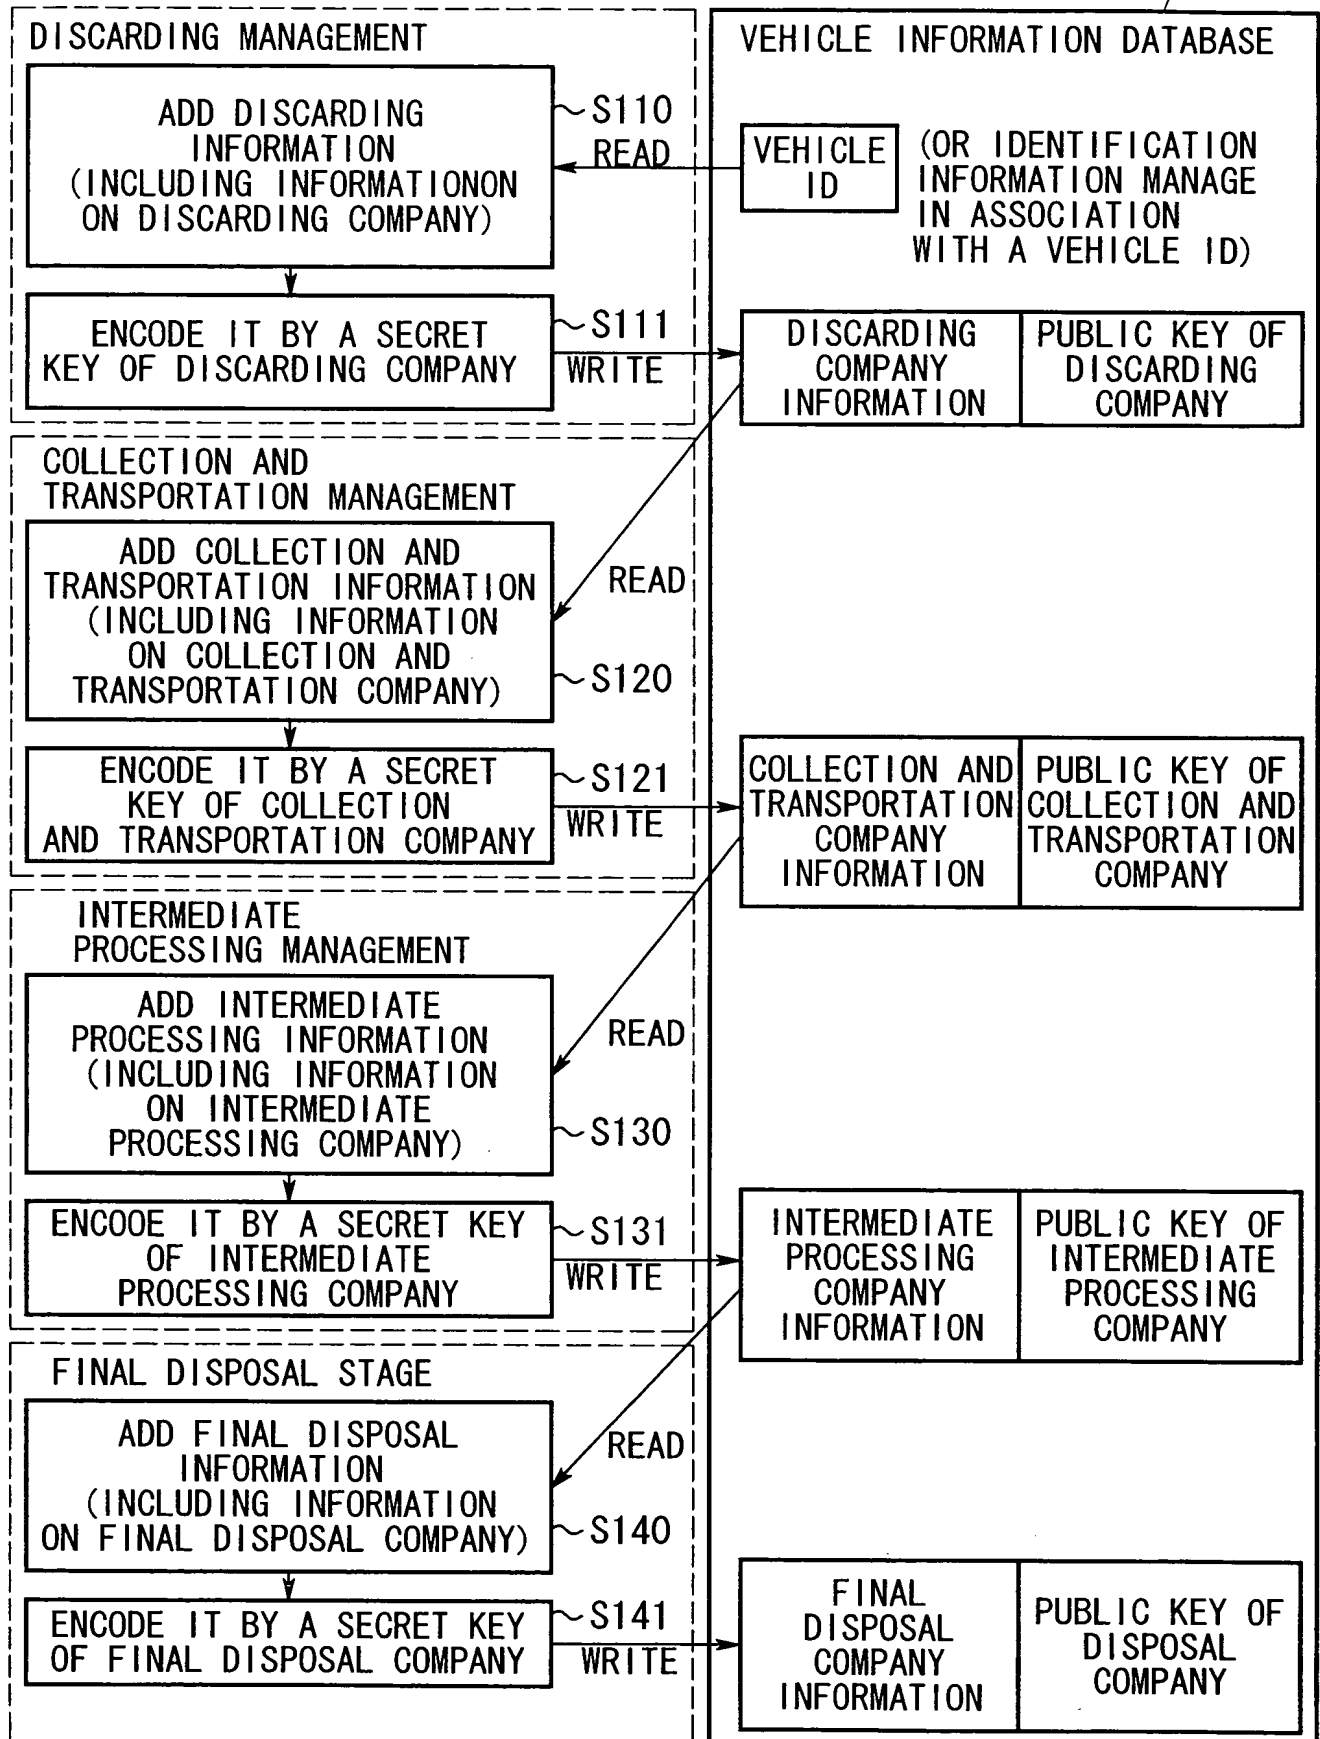 DISCARDING MANAGEMENT
ADD DISCARDING
INFORMATION
(INCLUDING INFORMATIONON
ON DISCARDING COMPANY)
S110
READ
ENCODE IT BY A SECRET
KEY OF DISCARDING COMPANY
S111
WRITE
COLLECTION AND
TRANSPORTATION MANAGEMENT
ADD COLLECTION AND
TRANSPORTATION INFORMATION
(INCLUDING INFORMATION
ON COLLECTION AND
TRANSPORTATION COMPANY)
READ
S120
ENCODE IT BY A SECRET
KEY OF COLLECTION
AND TRANSPORTATION COMPANY
S121
WRITE
INTERMEDIATE
PROCESSING MANAGEMENT
ADD INTERMEDIATE
PROCESSING INFORMATION
(INCLUDING INFORMATION
ON INTERMEDIATE
PROCESSING COMPANY)
READ
S130
ENCOOE IT BY A SECRET KEY
OF INTERMEDIATE
PROCESSING COMPANY
S131
WRITE
FINAL DISPOSAL STAGE
ADD FINAL DISPOSAL
INFORMATION
(INCLUDING INFORMATION
ON FINAL DISPOSAL COMPANY)
READ
S140
ENCODE IT BY A SECRET KEY
OF FINAL DISPOSAL COMPANY
S141
WRITE
VEHICLE INFORMATION DATABASE
VEHICLE
ID
(OR IDENTIFICATION
INFORMATION MANAGE
IN ASSOCIATION
WITH A VEHICLE ID)
DISCARDING
COMPANY
INFORMATION
PUBLIC KEY OF
DISCARDING
COMPANY
COLLECTION AND
TRANSPORTATION
COMPANY
INFORMATION
PUBLIC KEY OF
COLLECTION AND
TRANSPORTATION
COMPANY
INTERMEDIATE
PROCESSING
COMPANY
INFORMATION
PUBLIC KEY OF
INTERMEDIATE
PROCESSING
COMPANY
FINAL
DISPOSAL
COMPANY
INFORMATION
PUBLIC KEY OF
DISPOSAL
COMPANY